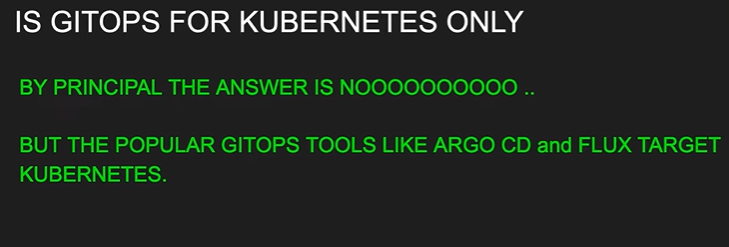 IS GITOPS FOR KUBERNETES ONLY
BY PRINCIPAL THE ANSWER IS NOOOOOOOOOO ..
BUT THE POPULAR GITOPS TOOLS LIKE ARGO CD and FLUX TARGET
KUBERNETES.